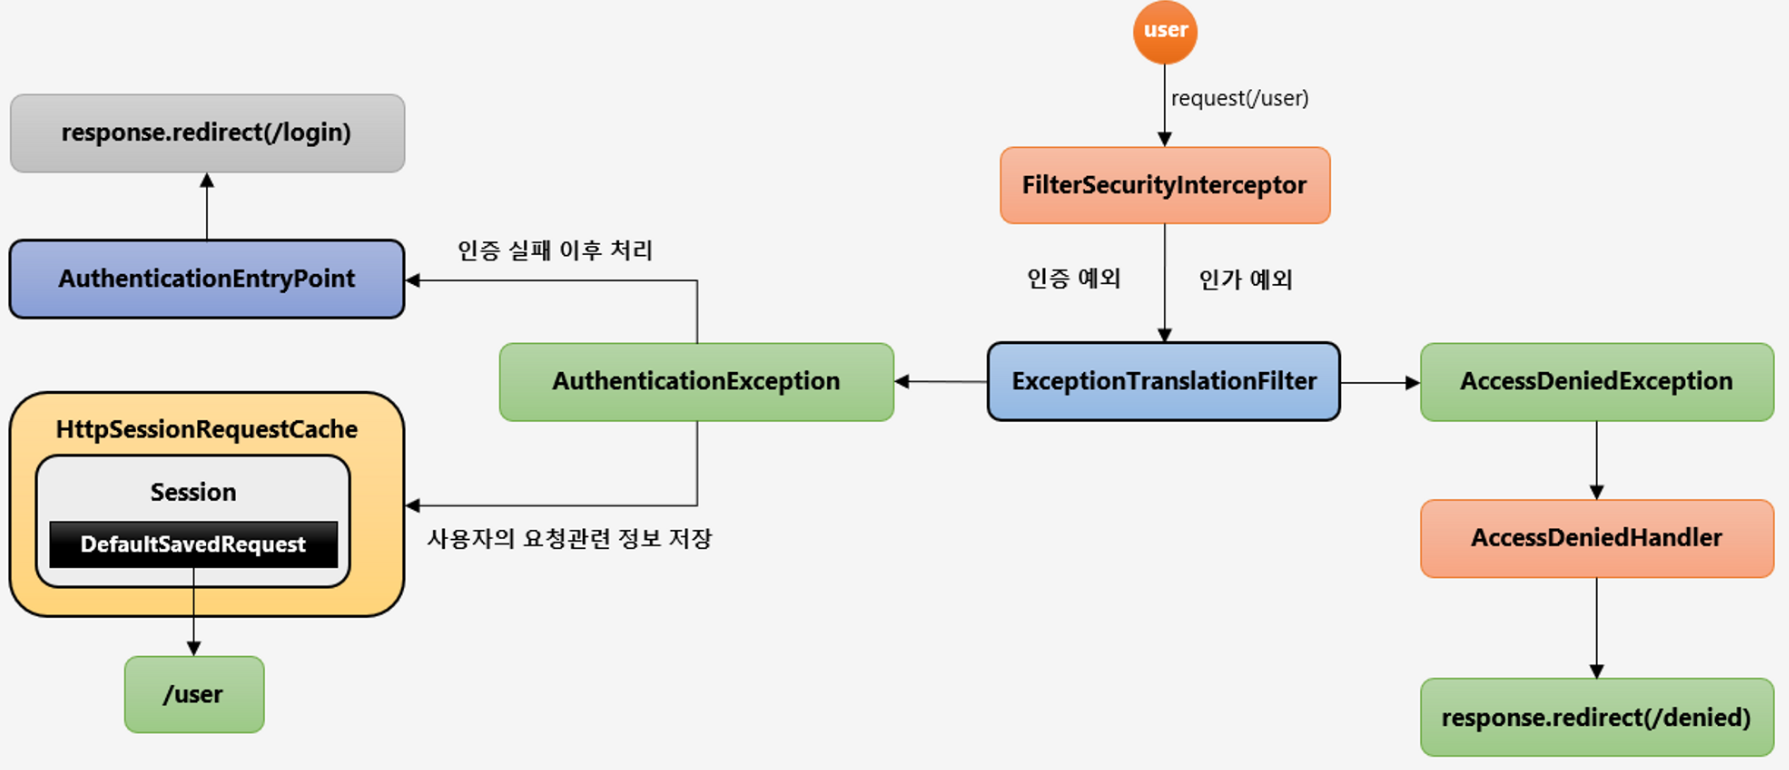 user
request(/user)
response.redirect(/login)
FilterSecurityInterceptor
인증 실패 이후 처리
AuthenticationEntryPoint
인증 예외
인가 예외
AuthenticationException
ExceptionTranslationFilter
AccessDeniedException
HttpSessionRequestCache
Session
DefaultSavedRequest
사용자의 요청관련 정보 저장
AccessDeniedHandler
/user
response.redirect(/denied)